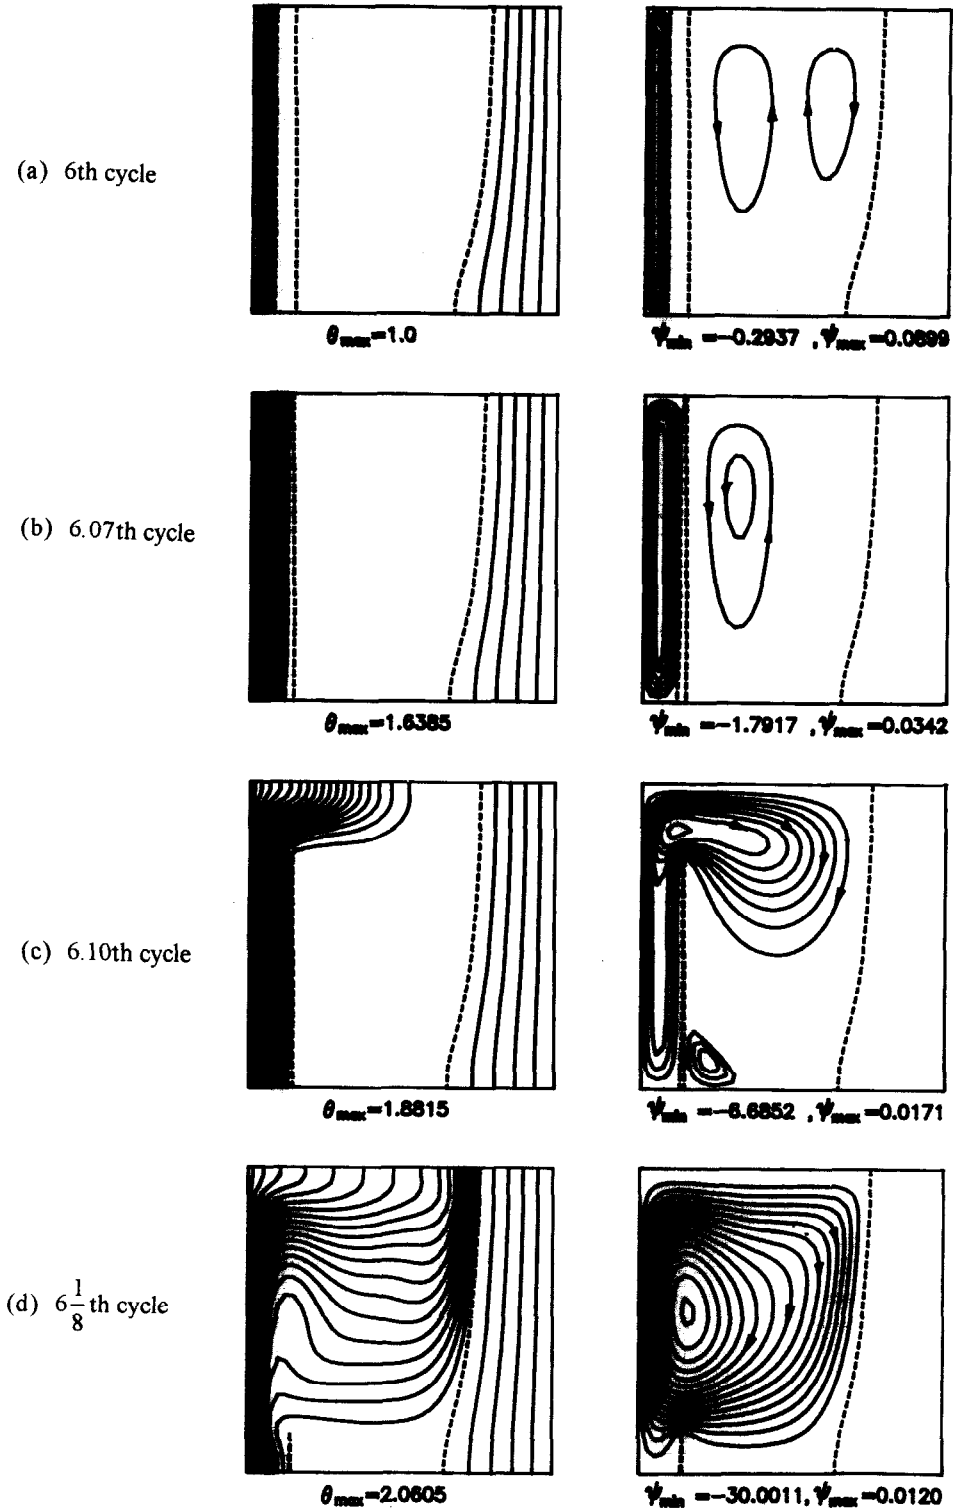 (a) 6th cycle
θmax=1.0
ψmin =-0.2937 ,ψmax=0.0899
(b) 6.07th cycle
θmax=1.6385
ψmin =-1.7917 ,ψmax=0.0342
(c) 6.10th cycle
θmax=1.8815
ψmin =-6.6852 ,ψmax=0.0171
(d) 6 1/8 th cycle
θmax=2.0605
ψmin =-30.0011,ψmax=0.0120